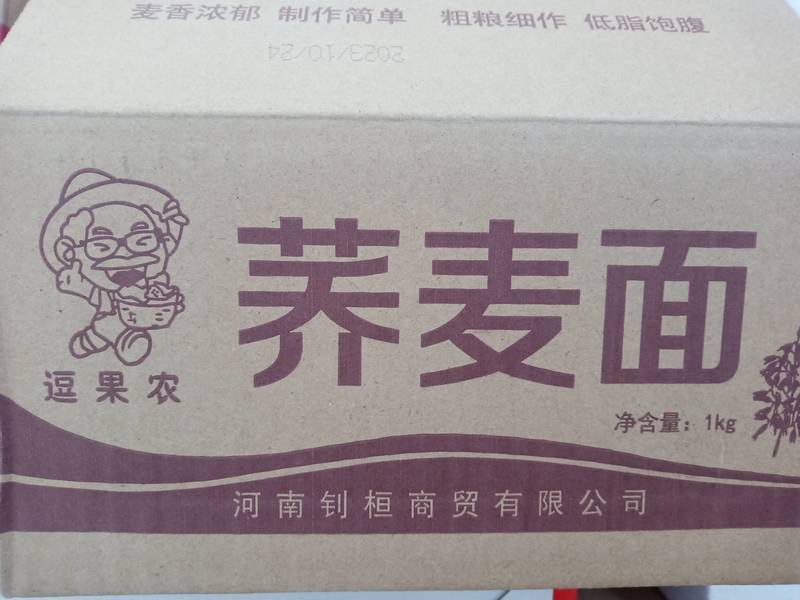 麦香浓郁 制作简单 粗粮细作 低脂饱腹
2023/10/24
荞麦面
逗果农
净含量：1kg
河南钊桓商贸有限公司